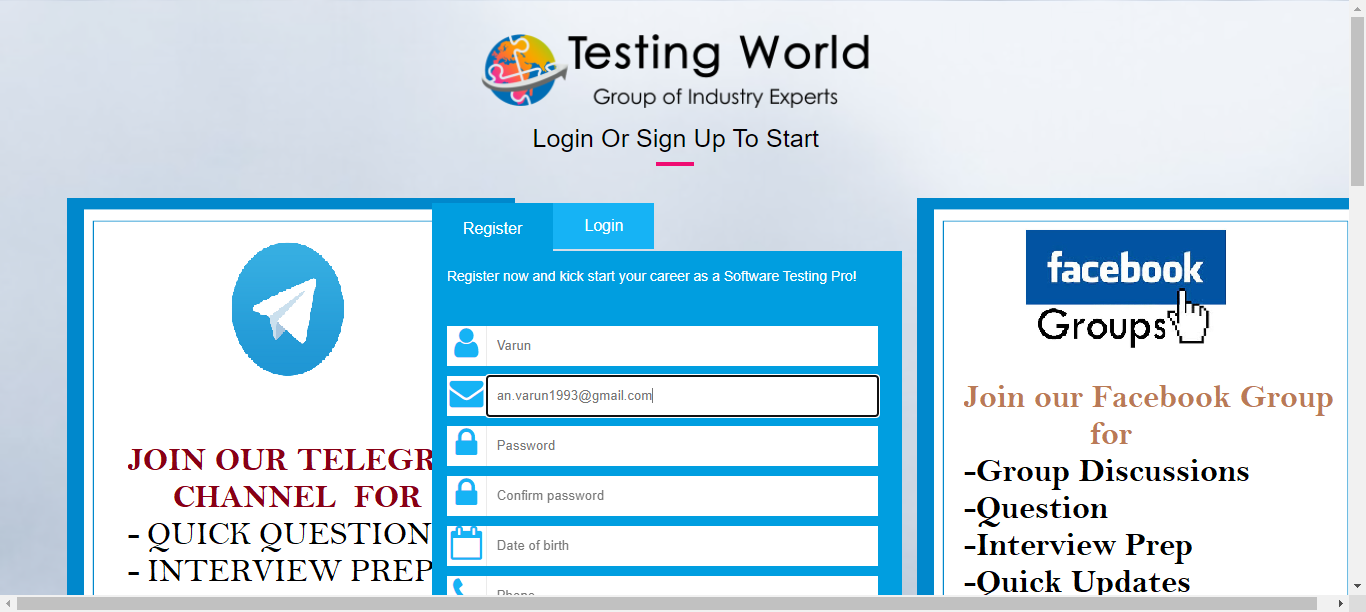 Testing World
Group of Industry Experts
Login Or Sign Up To Start
JOIN OUR
CHANNEL FOR
- QUICK QUESTION
- INTERVIEW PREP
Register
Login
Register now and kick start your career as a Software Testing Pro!
Varun
an.varun1993@gmail.com
Password
Confirm password
Date of birth
Phone
facebook
Groups
Join our Facebook Group
for
-Group Discussions
-Question
-Interview Prep
-Quick Updates